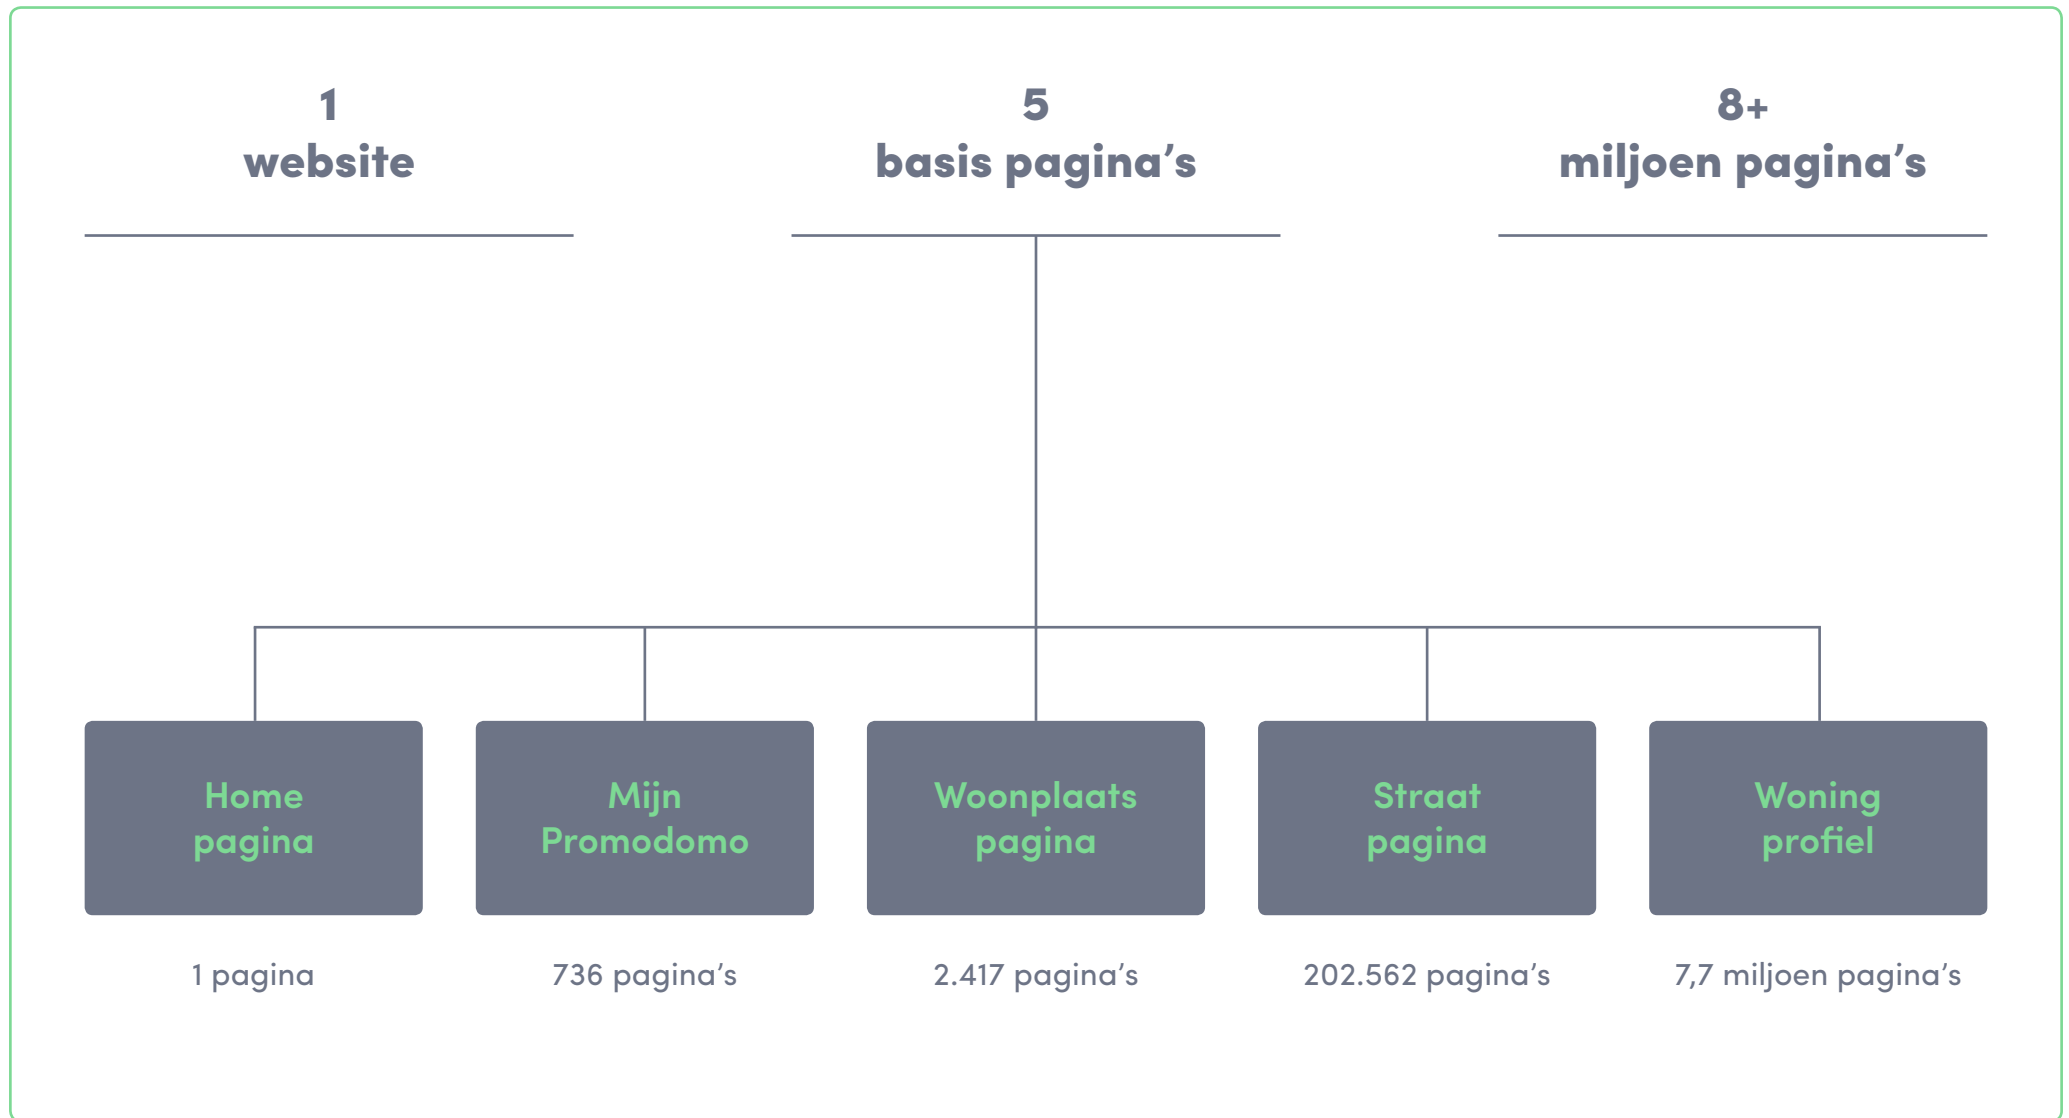 1
website
5
basis pagina’s
8+
miljoen pagina’s
Home
pagina
Mijn
Promodomo
Woonplaats
pagina
Straat
pagina
Woning
profiel
1 pagina
736 pagina’s
2.417 pagina’s
202.562 pagina’s
7,7 miljoen pagina’s